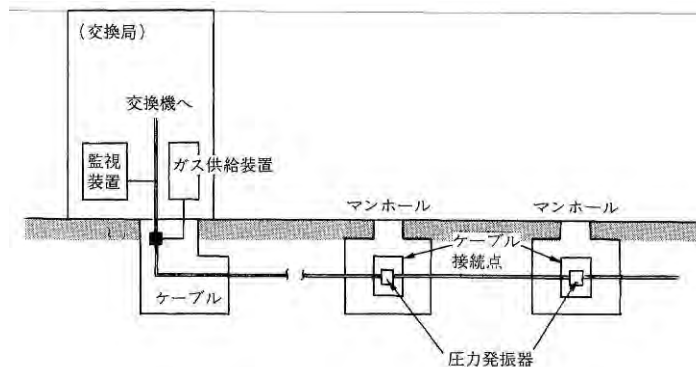 (交換局)
交換機へ
監視
装置
ガス供給装置
マンホール
マンホール
ケーブル
接続点
ケーブル
圧力発振器